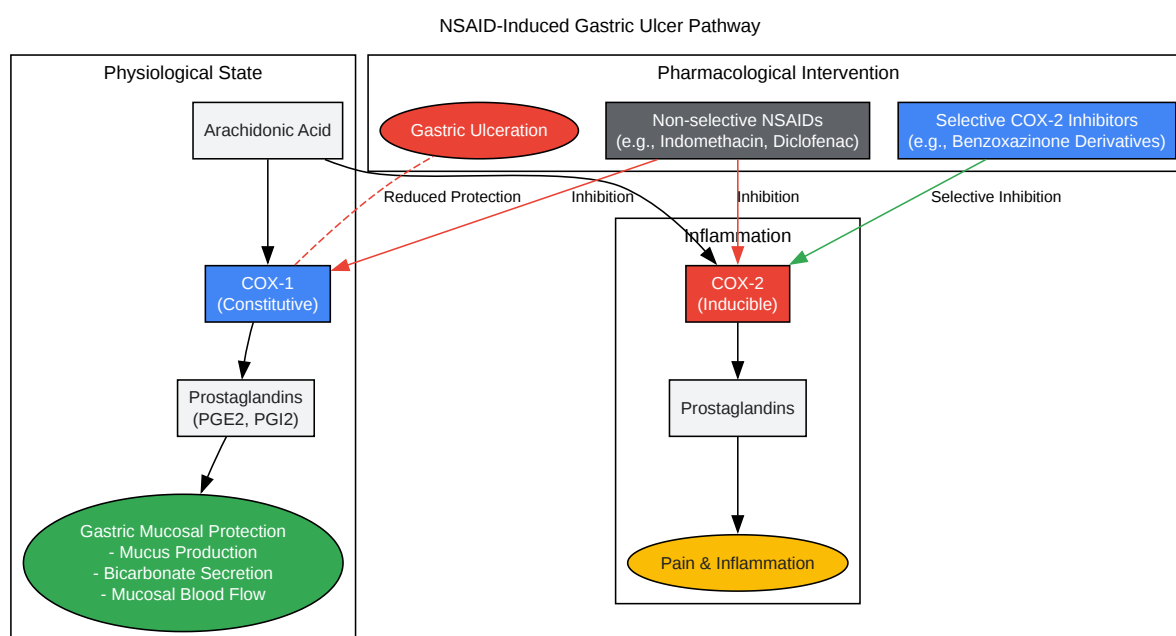 NSAID-Induced Gastric Ulcer Pathway
Physiological State
Pharmacological Intervention
Arachidonic Acid
Gastric Ulceration
Non-selective NSAIDs
(e.g., Indomethacin, Diclofenac)
Selective COX-2 Inhibitors
(e.g., Benzoxazinone Derivatives)
Reduced Protection
Inhibition
Inhibition
Selective Inhibition
Inflammation
COX-1
(Constitutive)
COX-2
(Inducible)
Prostaglandins
(PGE2, PGI2)
Prostaglandins
Gastric Mucosal Protection
- Mucus Production
- Bicarbonate Secretion
- Mucosal Blood Flow
Pain & Inflammation